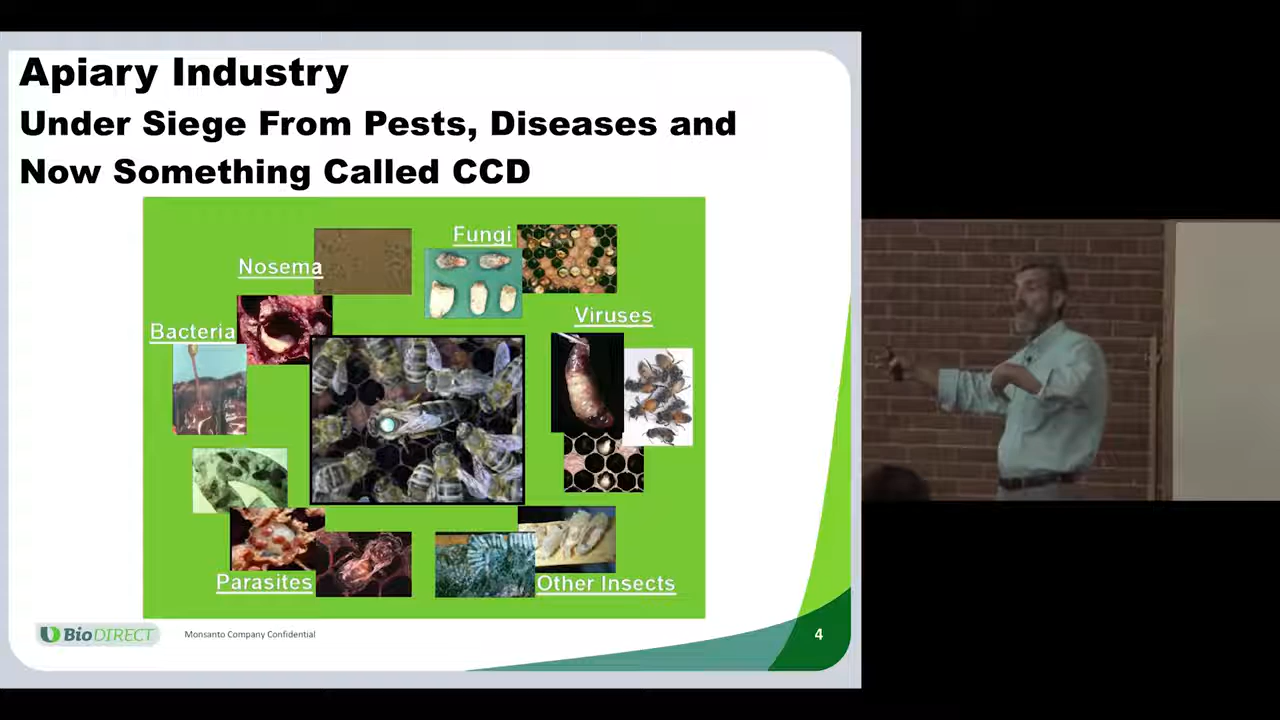 Apiary Industry
Under Siege From Pests, Diseases and
Now Something Called CCD
Fungi
Nosema
Viruses
Bacteria
Parasites
Other Insects
BioDIRECT
Monsanto Company Confidential
4